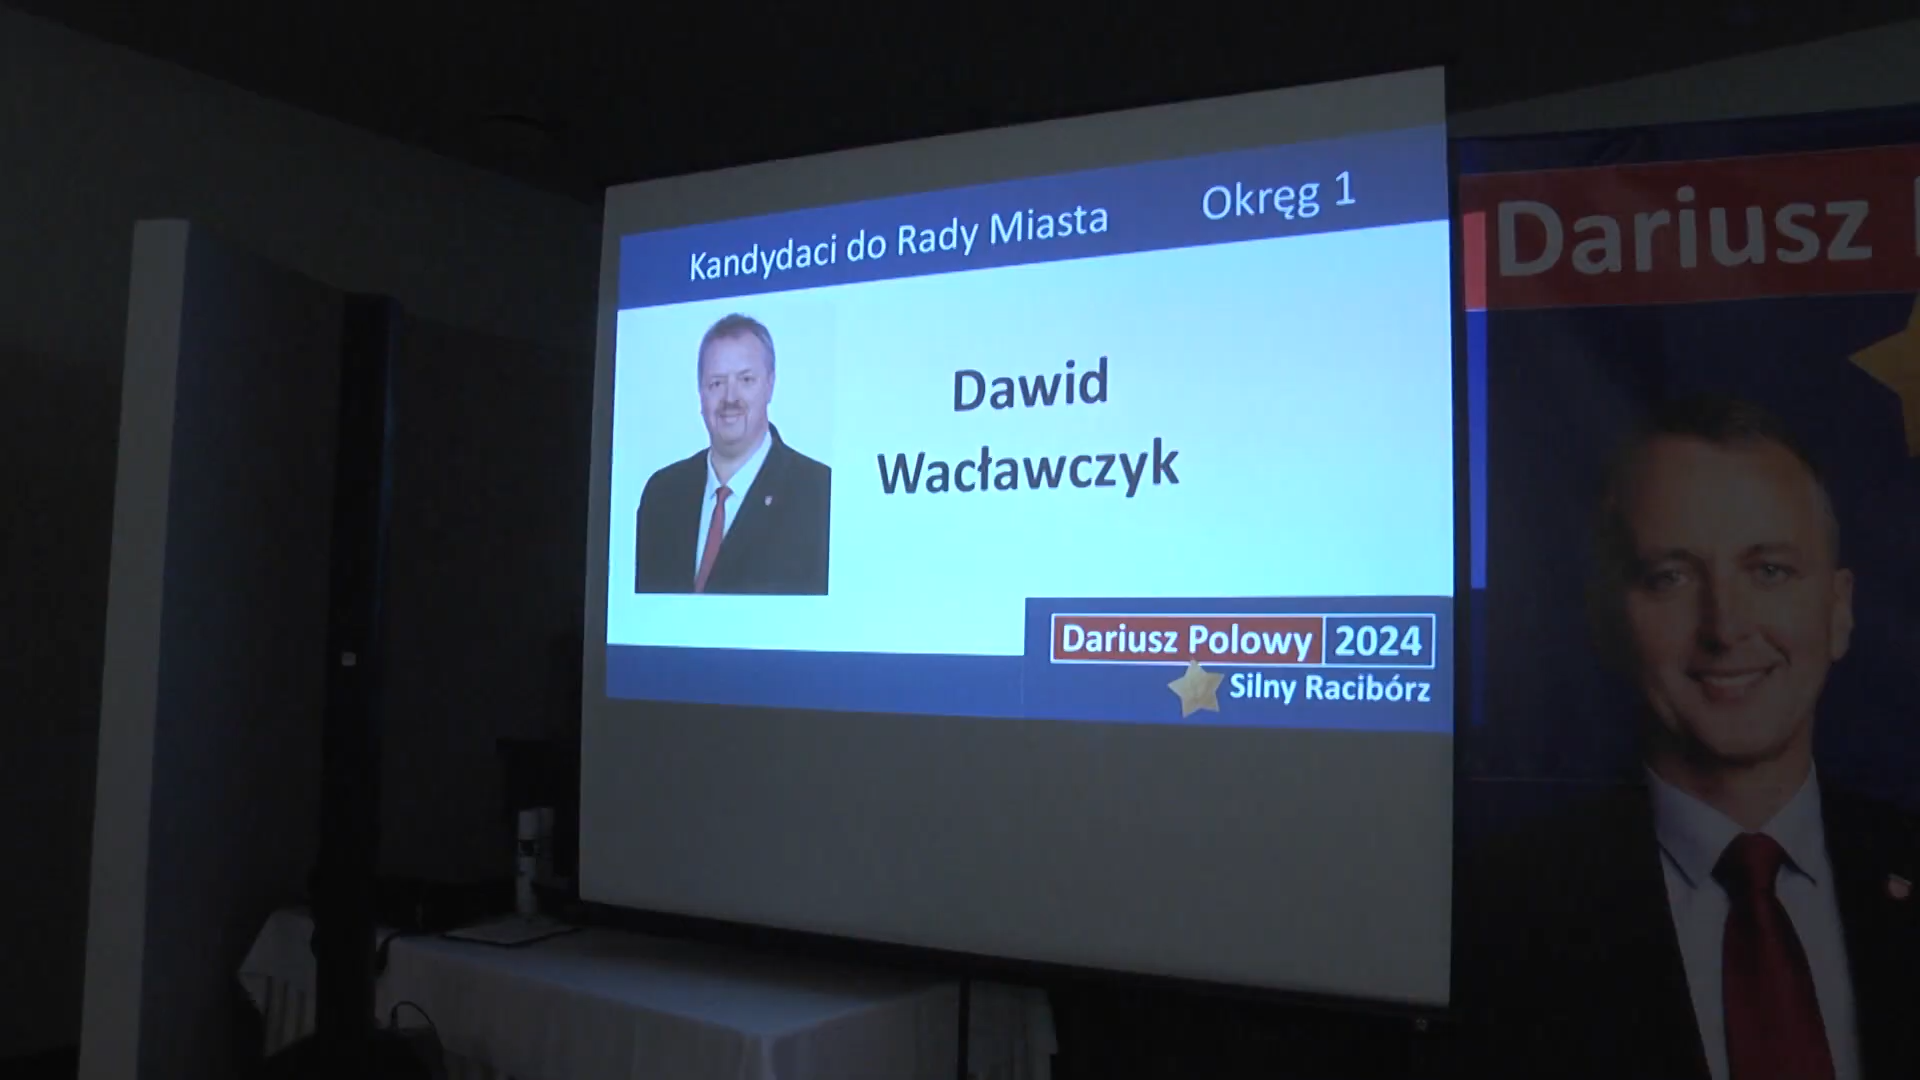 Kandydaci do Rady Miasta
Okręg 1
Dawid
Wacławczyk
Dariusz Polowy 2024
Silny Racibórz
Dariusz